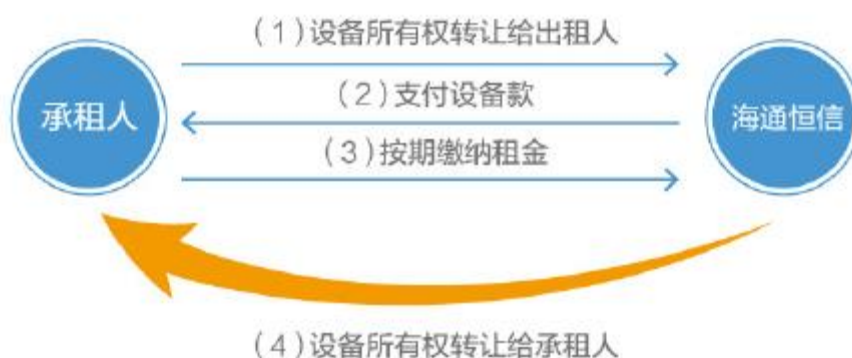 (1)设备所有权转让给出租人
承租人
(2)支付设备款
海通恒信
(3)按期缴纳租金
(4)设备所有权转让给承租人